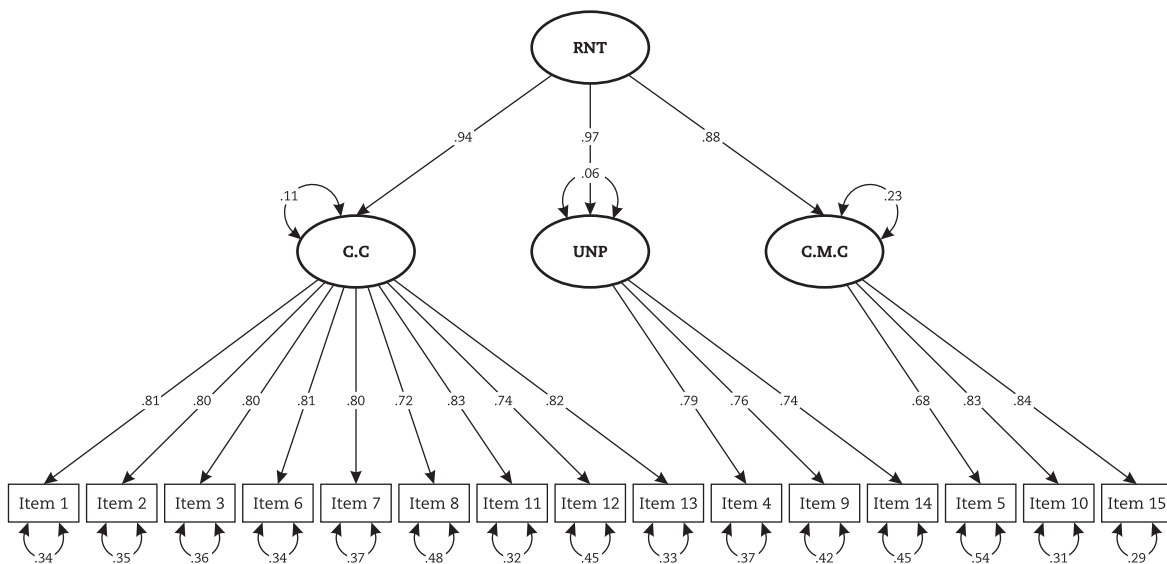 RNT
.94 .97 .88
.11 .06 .23
C.C UNP C.M.C
.81 .80 .80 .81 .80 .72 .83 .74 .82 .79 .76 .74 .68 .83 .84
Item 1 Item 2 Item 3 Item 6 Item 7 Item 8 Item 11 Item 12 Item 13 Item 4 Item 9 Item 14 Item 5 Item 10 Item 15
.34 .35 .36 .34 .37 .48 .32 .45 .33 .37 .42 .45 .54 .31 .29